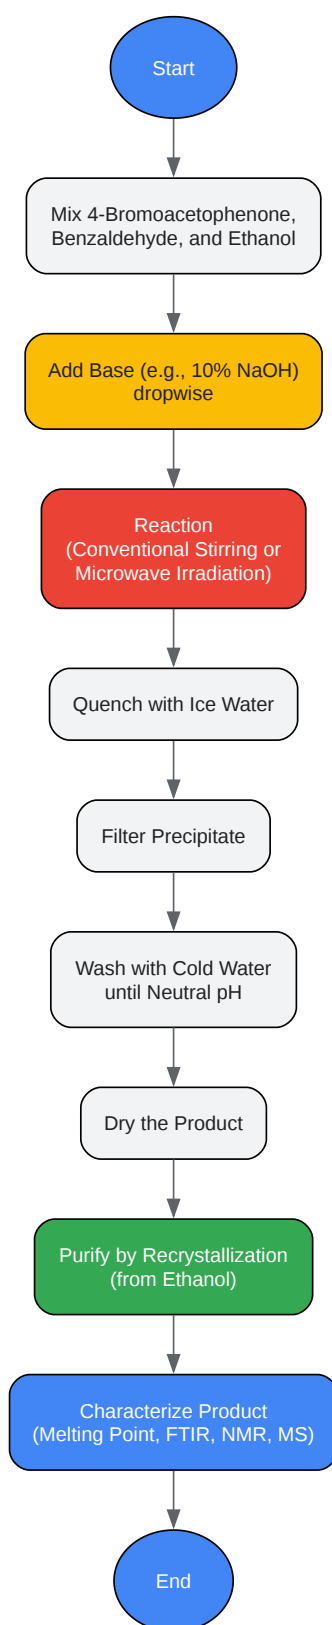 Start
Mix 4-Bromoacetophenone,
Benzaldehyde, and Ethanol
Add Base (e.g., 10% NaOH)
dropwise
Reaction
(Conventional Stirring or
Microwave Irradiation)
Quench with Ice Water
Filter Precipitate
Wash with Cold Water
until Neutral pH
Dry the Product
Purify by Recrystallization
(from Ethanol)
Characterize Product
(Melting Point, FTIR, NMR, MS)
End